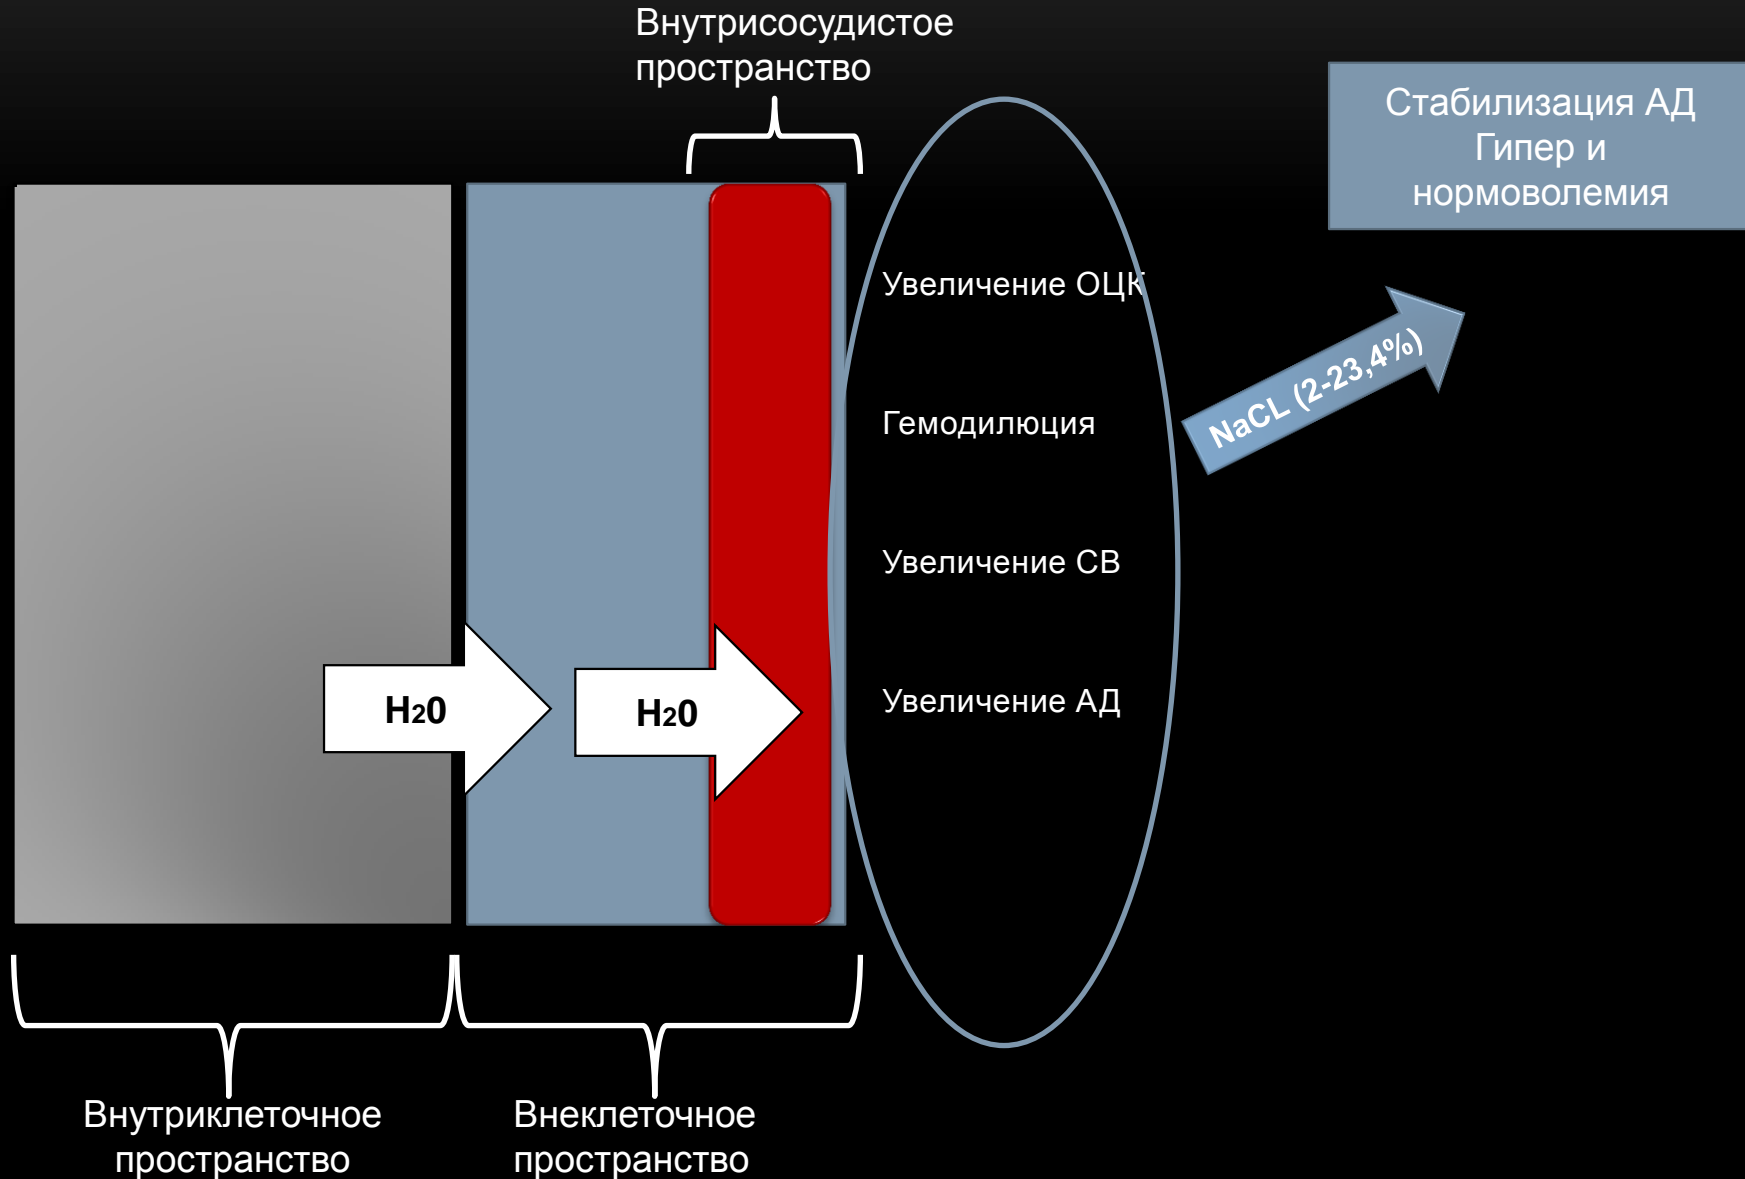 Внутрисосудистое
пространство
Стабилизация АД
Гипер и
нормоволемия
Увеличение ОЦК
NaCL (2-23,4%)
Гемодилюция
Увеличение СВ
Увеличение АД
H20
H20
Внутриклеточное
пространство
Внеклеточное
пространство